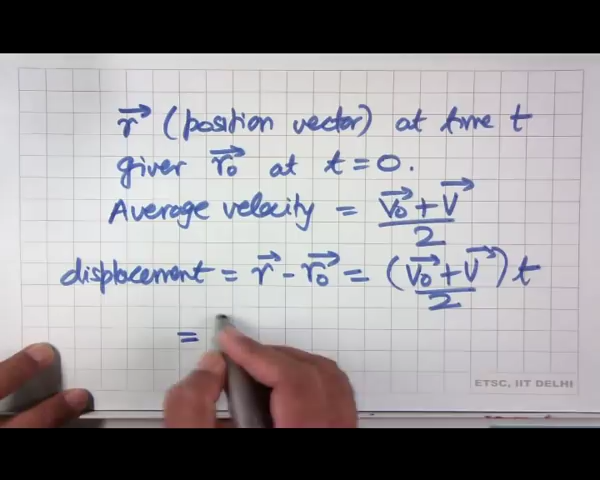 r⃗ (position vector) at time t
given r₀⃗ at t = 0.
Average velocity = (v₀⃗ + v⃗)/2
displacement = r⃗ - r₀⃗ = ((v₀⃗ + v⃗)/2) t
=
ETSC, IIT DELHI